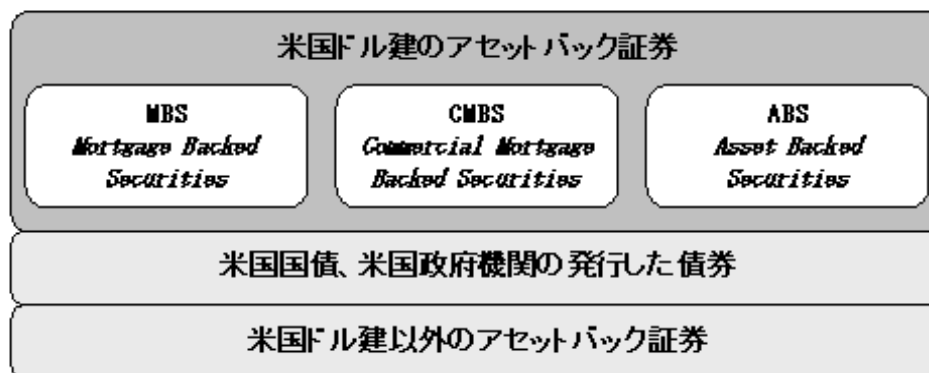 米国ドル建のアセットバック証券
MBS
Mortgage Backed
Securities
CMBS
Commercial Mortgage
Backed Securities
ABS
Asset Backed
Securities
米国国債、米国政府機関の発行した債券
米国ドル建以外のアセットバック証券